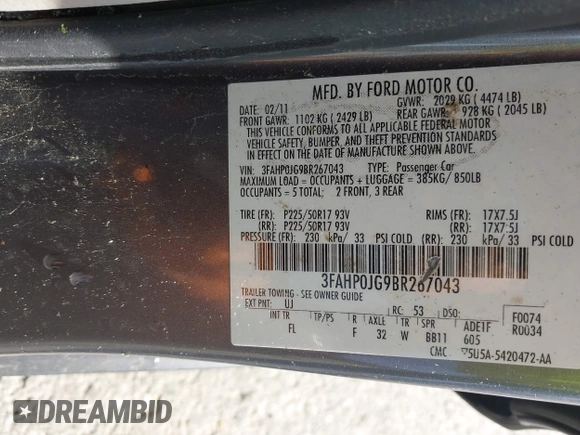 MFD. BY FORD MOTOR CO.
DATE: 02/11 GVWR: 2029 KG ( 4474 LB)
FRONT GAWR: 1102 KG ( 2429 LB) REAR GAWR: 928 KG ( 2045 LB)
THIS VEHICLE CONFORMS TO ALL APPLICABLE FEDERAL MOTOR
VEHICLE SAFETY, BUMPER, AND THEFT PREVENTION STANDARDS
IN EFFECT ON THE DATE OF MANUFACTURE SHOWN ABOVE.
VIN: 3FAHP0JG9BR267043 TYPE: Passenger Car
MAXIMUM LOAD = OCCUPANTS + LUGGAGE = 385KG/ 850LB
OCCUPANTS = 5 TOTAL; 2 FRONT, 3 REAR
TIRE (FR): P225/50R17 93V RIMS (FR): 17X7.5J
(RR): P225/50R17 93V (RR): 17X7.5J
PRESSURE (FR): 230 kPa/ 33 PSI COLD (RR): 230 kPa/ 33 PSI COLD
3FAHP0JG9BR267043
TRAILER TOWING - SEE OWNER GUIDE
EXT PNT: UJ RC: 53 DSO: F0074
R0034
INT TR TP/PS R AXLE TR SPR ADE1F
FL F 32 W BB11 605
CMC 5U5A-5420472-AA
DREAMBID